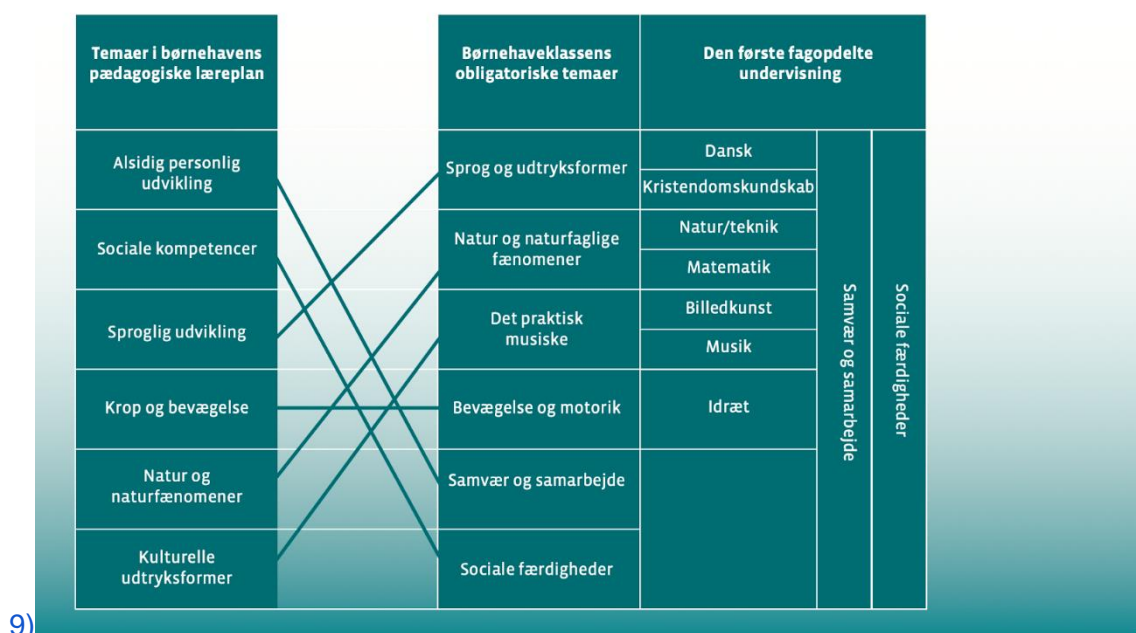 Temaer i børnehavens
pædagogiske læreplan
Børnehaveklassens
obligatoriske temaer
Den første fagopdelte
undervisning
Alsidig personlig
udvikling
Sociale kompetencer
Sproglig udvikling
Krop og bevægelse
Natur og
naturfænomener
Kulturelle
udtryksformer
Sprog og udtryksformer
Natur og naturfaglige
fænomener
Det praktisk
musiske
Bevægelse og motorik
Samvær og samarbejde
Sociale færdigheder
Dansk
Kristendomskundskab
Natur/teknik
Matematik
Billedkunst
Musik
Idræt
Samvær og samarbejde
Sociale færdigheder
9)